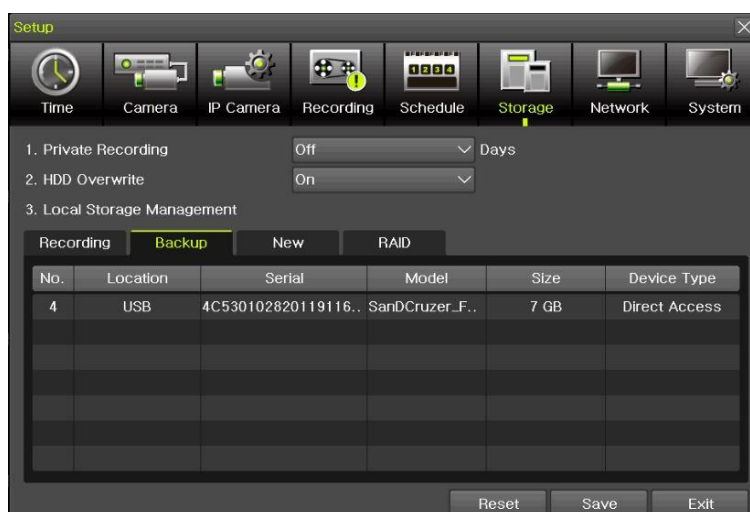 Setup
Time Camera IP Camera Recording Schedule Storage Network System
1. Private Recording Off Days
2. HDD Overwrite On
3. Local Storage Management
Recording Backup New RAID
No. Location Serial Model Size Device Type
4 USB 4C530102820119116.. SanDCruzer_F.. 7 GB Direct Access
Reset Save Exit